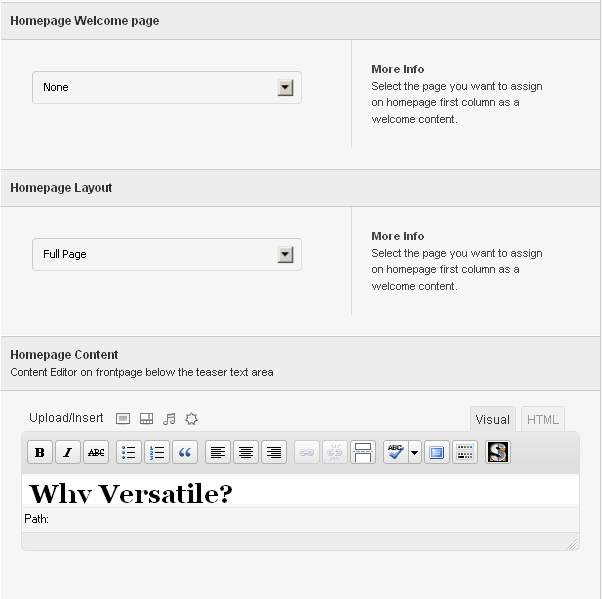 Homepage Welcome page
None
More Info
Select the page you want to assign
on homepage first column as a
welcome content.
Homepage Layout
Full Page
More Info
Select the page you want to assign
on homepage first column as a
welcome content.
Homepage Content
Content Editor on frontpage below the teaser text area
Upload/Insert
Visual
HTML
B
I
ABC
ABC
Why Versatile?
Path: